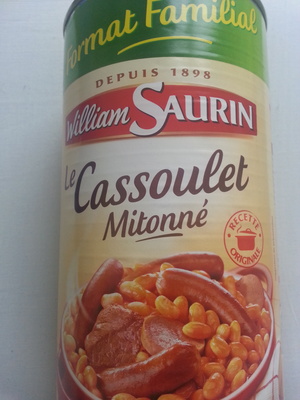 Format Familial
DEPUIS 1898
William SAURIN
Le Cassoulet
Mitonné
RECETTE
ORIGINALE